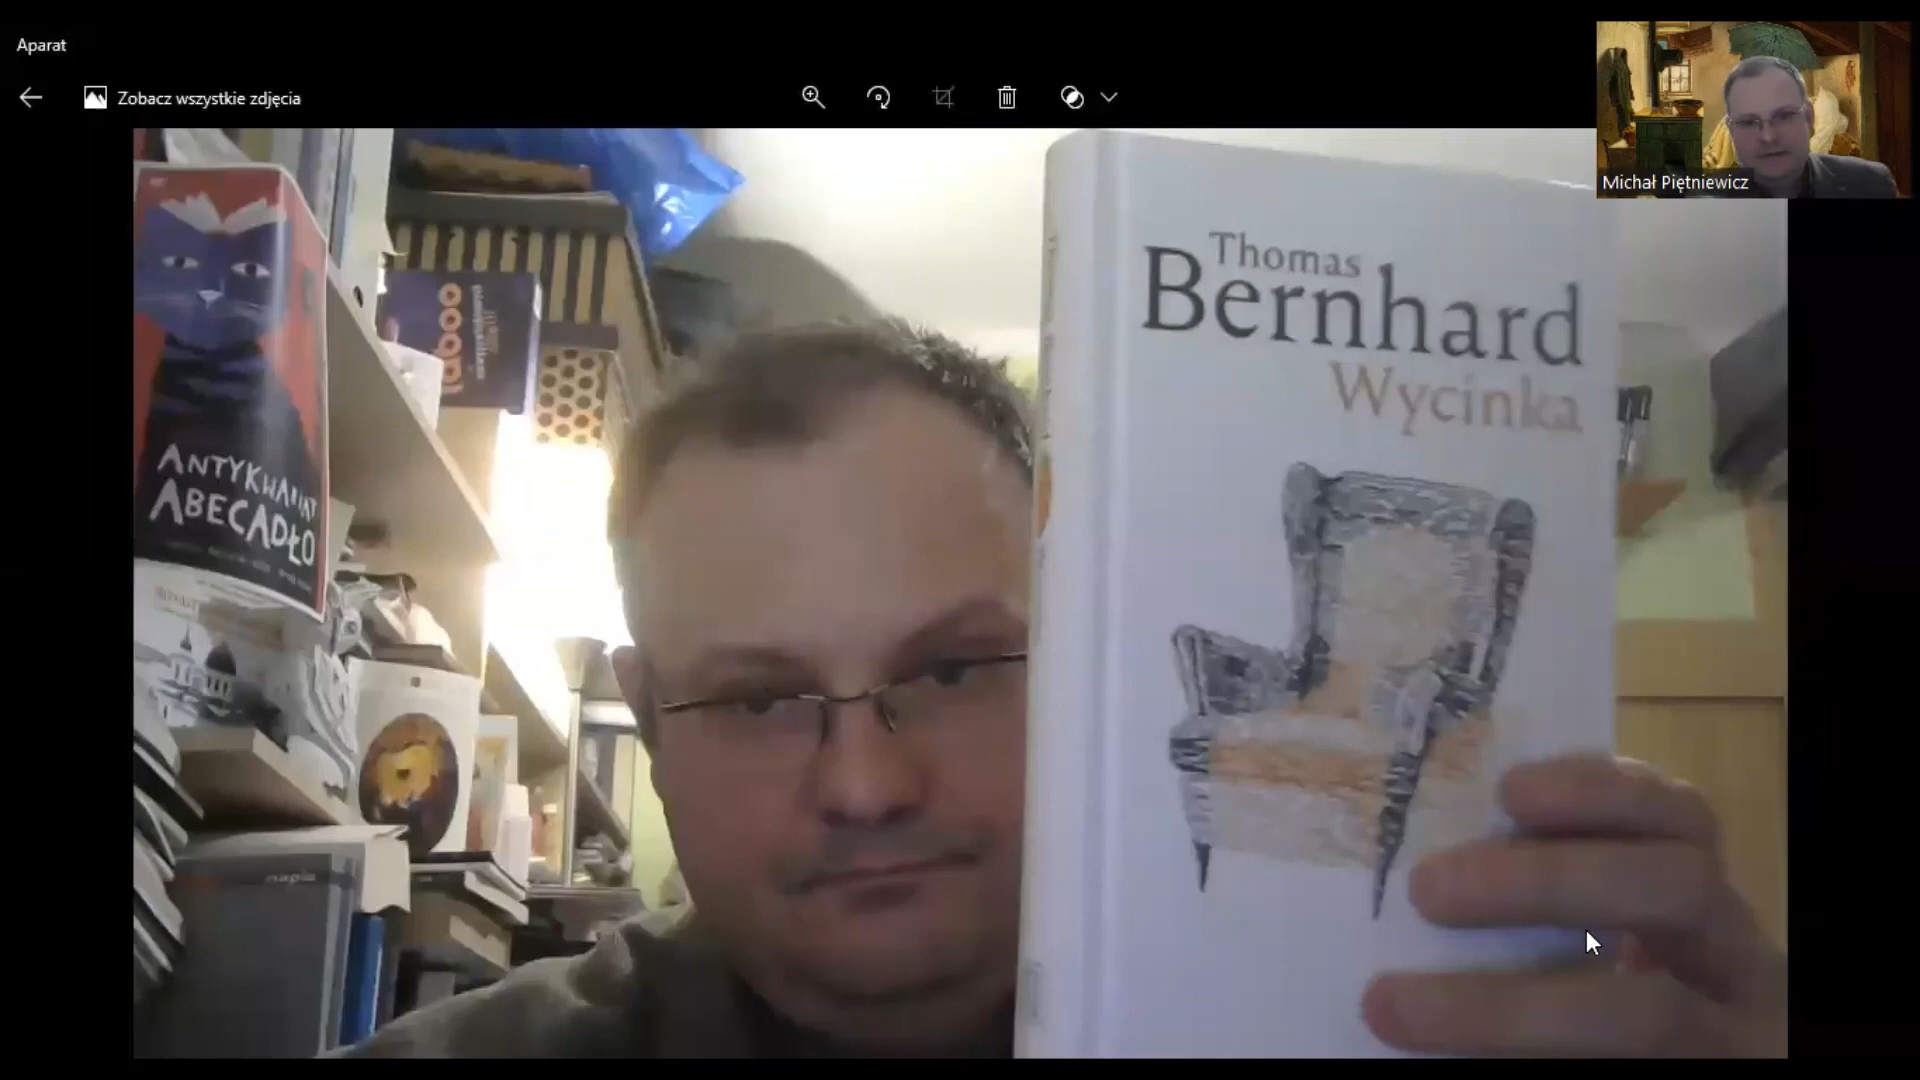 Aparat
Zobacz wszystkie zdjęcia
Michał Piętniewicz
Thomas
Bernhard
Wycinka
ANTYKWARIAT
ABECADŁO